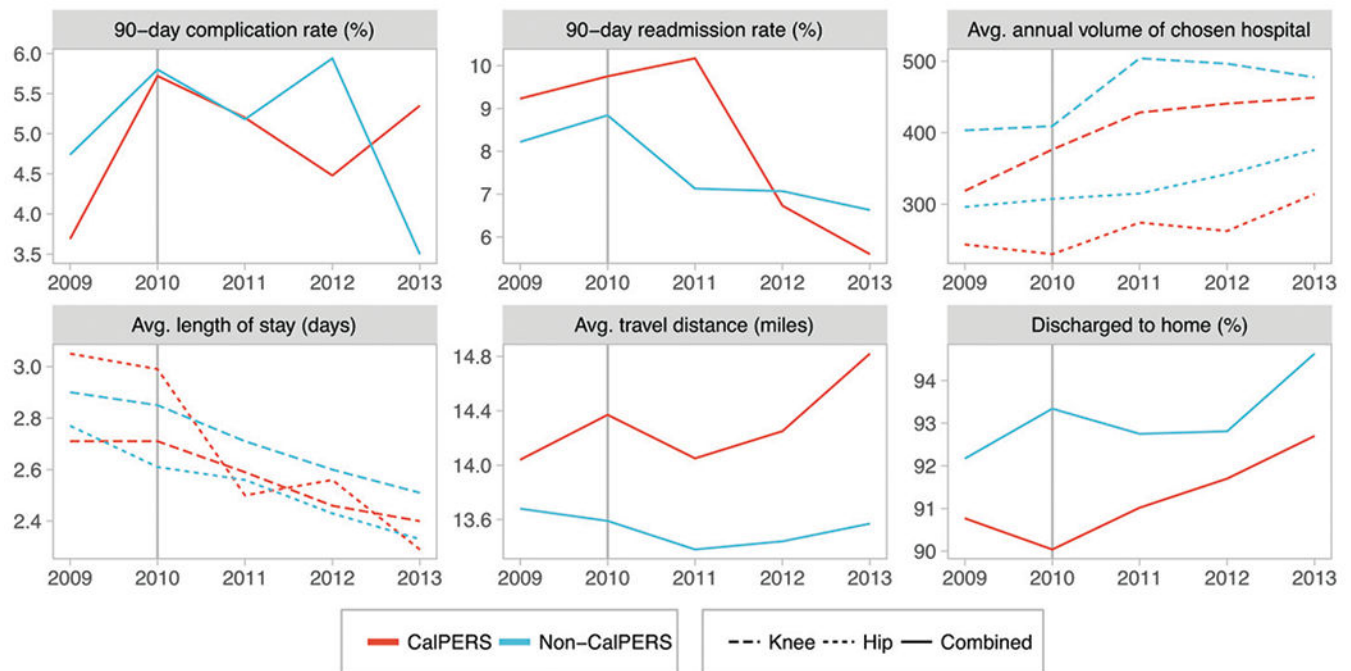 90−day complication rate (%)
6.0
5.5
5.0
4.5
4.0
3.5
2009 2010 2011 2012 2013
90−day readmission rate (%)
10
9
8
7
6
2009 2010 2011 2012 2013
Avg. annual volume of chosen hospital
500
400
300
2009 2010 2011 2012 2013
Avg. length of stay (days)
3.0
2.8
2.6
2.4
2009 2010 2011 2012 2013
Avg. travel distance (miles)
14.8
14.4
14.0
13.6
2009 2010 2011 2012 2013
Discharged to home (%)
94
93
92
91
90
2009 2010 2011 2012 2013
CalPERS Non−CalPERS
Knee Hip Combined